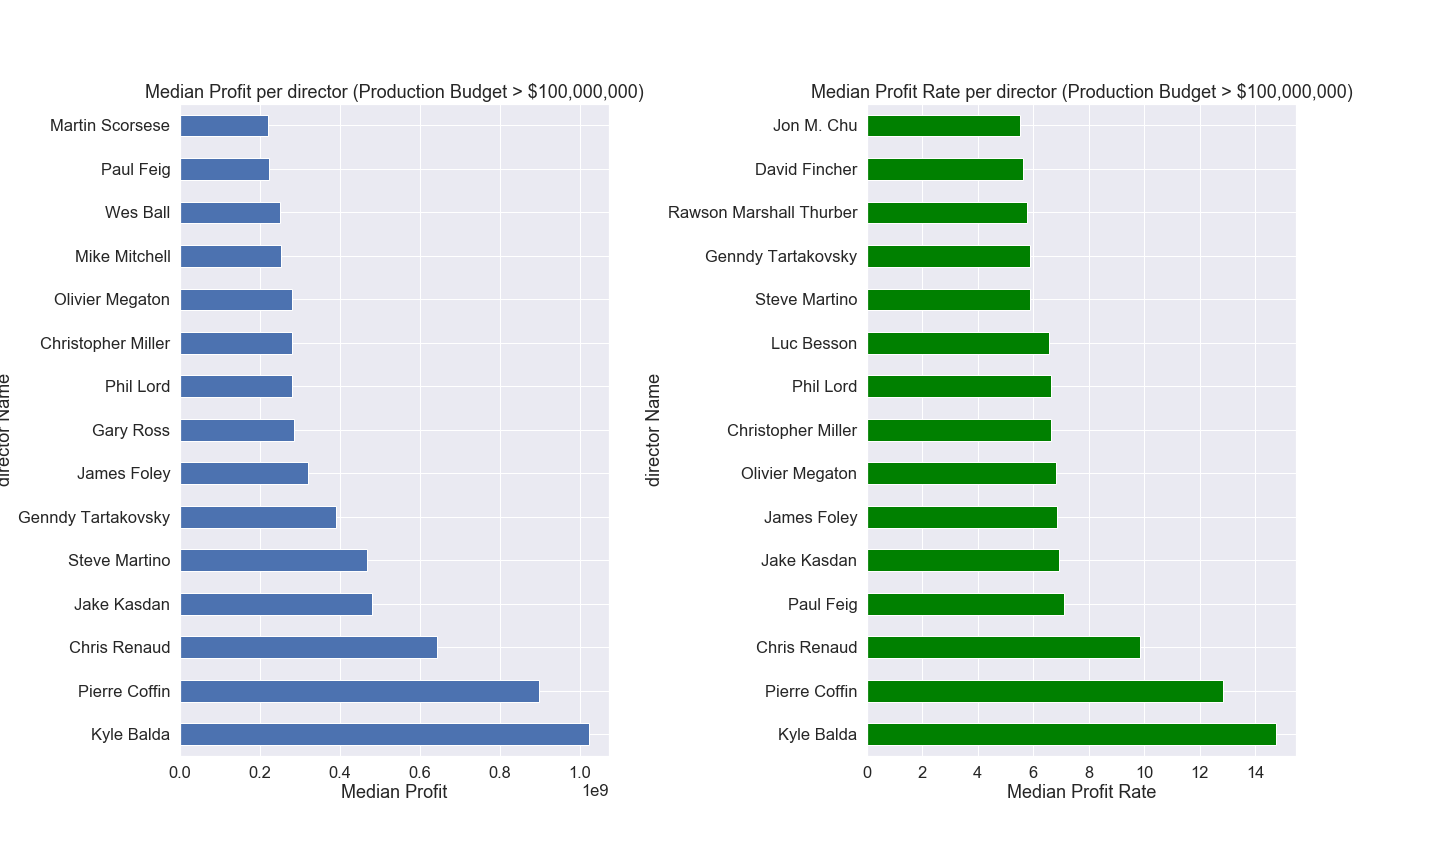 Median Profit per director (Production Budget > $100,000,000)
director Name
Martin Scorsese
Paul Feig
Wes Ball
Mike Mitchell
Olivier Megaton
Christopher Miller
Phil Lord
Gary Ross
James Foley
Genndy Tartakovsky
Steve Martino
Jake Kasdan
Chris Renaud
Pierre Coffin
Kyle Balda
0.0 0.2 0.4 0.6 0.8 1.0
1e9
Median Profit
Median Profit Rate per director (Production Budget > $100,000,000)
director Name
Jon M. Chu
David Fincher
Rawson Marshall Thurber
Genndy Tartakovsky
Steve Martino
Luc Besson
Phil Lord
Christopher Miller
Olivier Megaton
James Foley
Jake Kasdan
Paul Feig
Chris Renaud
Pierre Coffin
Kyle Balda
0 2 4 6 8 10 12 14
Median Profit Rate